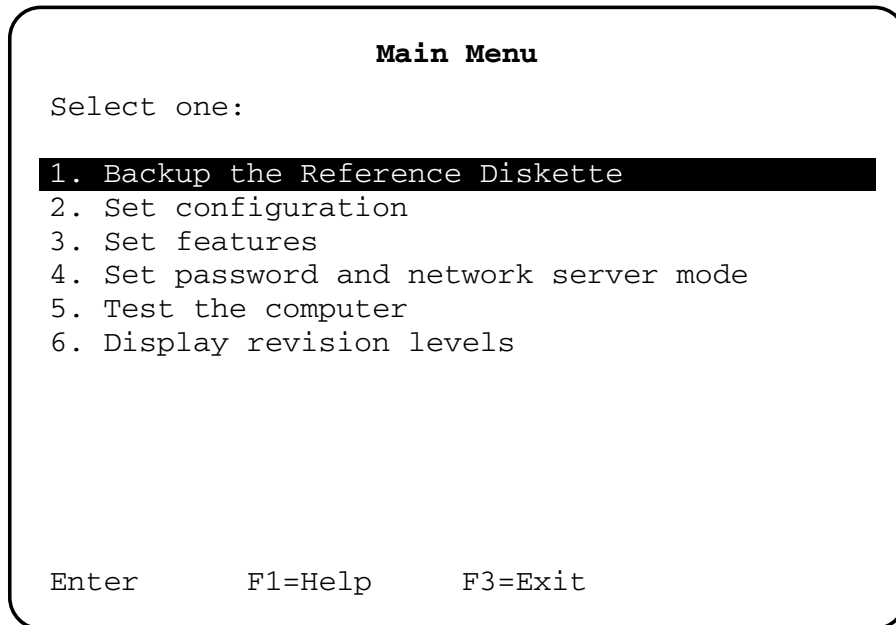 Main Menu
Select one:
1. Backup the Reference Diskette
2. Set configuration
3. Set features
4. Set password and network server mode
5. Test the computer
6. Display revision levels
Enter F1=Help F3=Exit